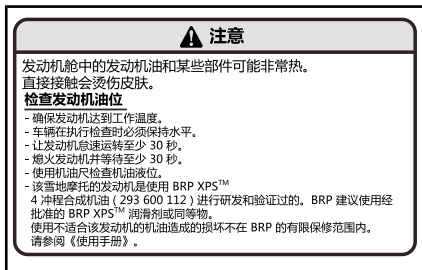 注意
发动机舱中的发动机油和某些部件可能非常热。
直接接触会烫伤皮肤。
检查发动机油位
- 确保发动机达到工作温度。
- 车辆在执行检查时必须保持水平。
- 让发动机怠速运转至少 30 秒。
- 熄火发动机并等待至少 30 秒。
- 使用机油尺检查机油液位。
- 该雪地摩托的发动机是使用 BRP XPS™
4 冲程合成机油 ( 293 600 112 ) 进行研发和验证过的。BRP 建议使用经
批准的 BRP XPS™ 润滑剂或同等物。
使用不适合该发动机的机油造成的损坏不在 BRP 的有限保修范围内。
请参阅《使用手册》。